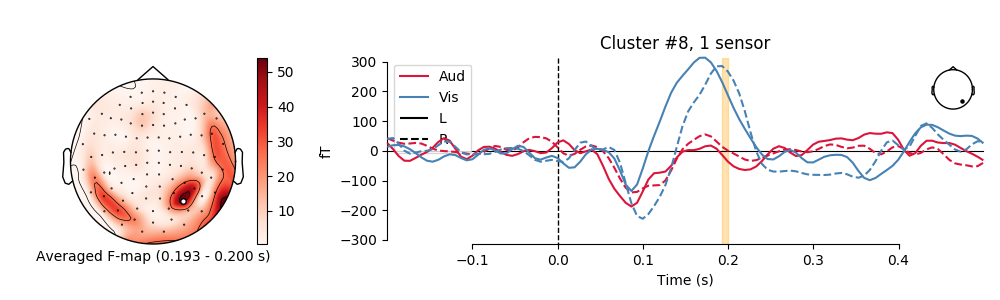 Cluster #8, 1 sensor
50
40
30
20
10
Averaged F-map (0.193 - 0.200 s)
fT
300
200
100
0
−100
−200
−300
Aud
Vis
L
R
−0.1 0.0 0.1 0.2 0.3 0.4
Time (s)